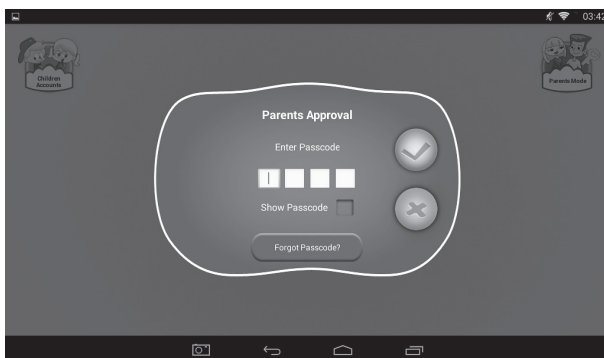 03:42
Children
Accounts
Parents Mode
Parents Approval
Enter Passcode
Show Passcode
Forgot Passcode?